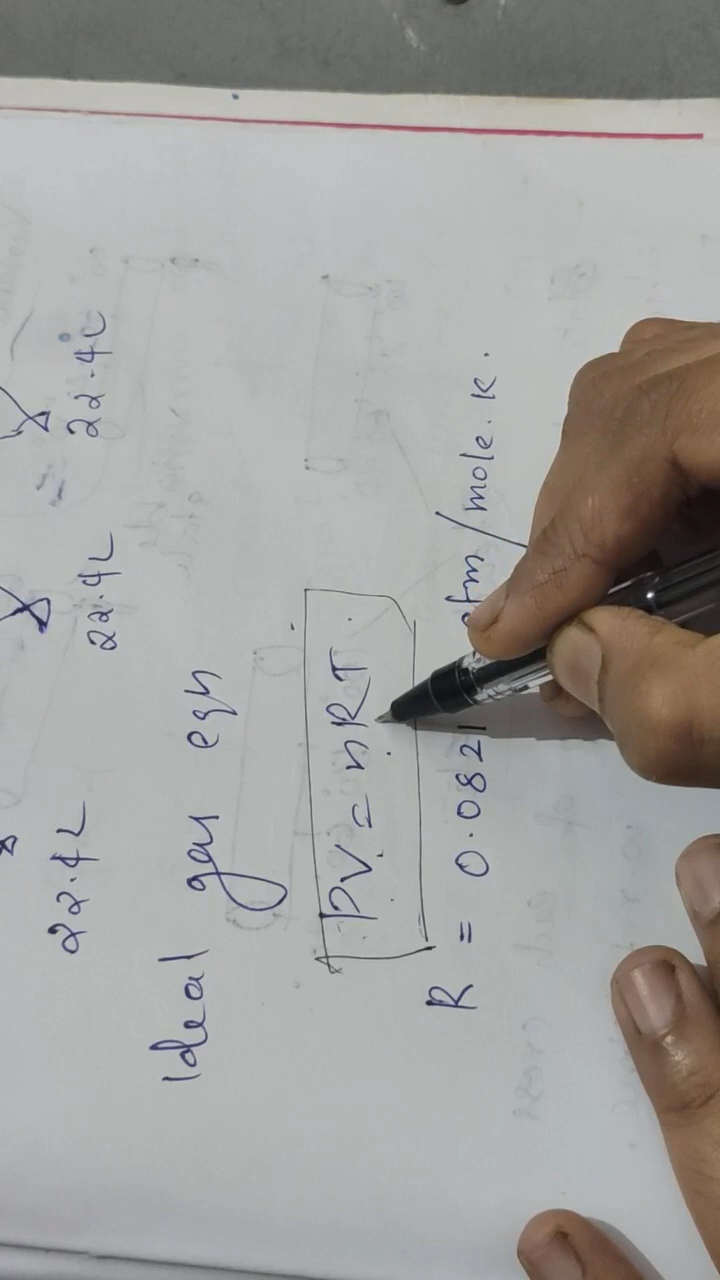 22.4L 22.4L = 22.4L
Ideal gas eqn
PV = nRT.
R = 0.0821 atm/mole.K.